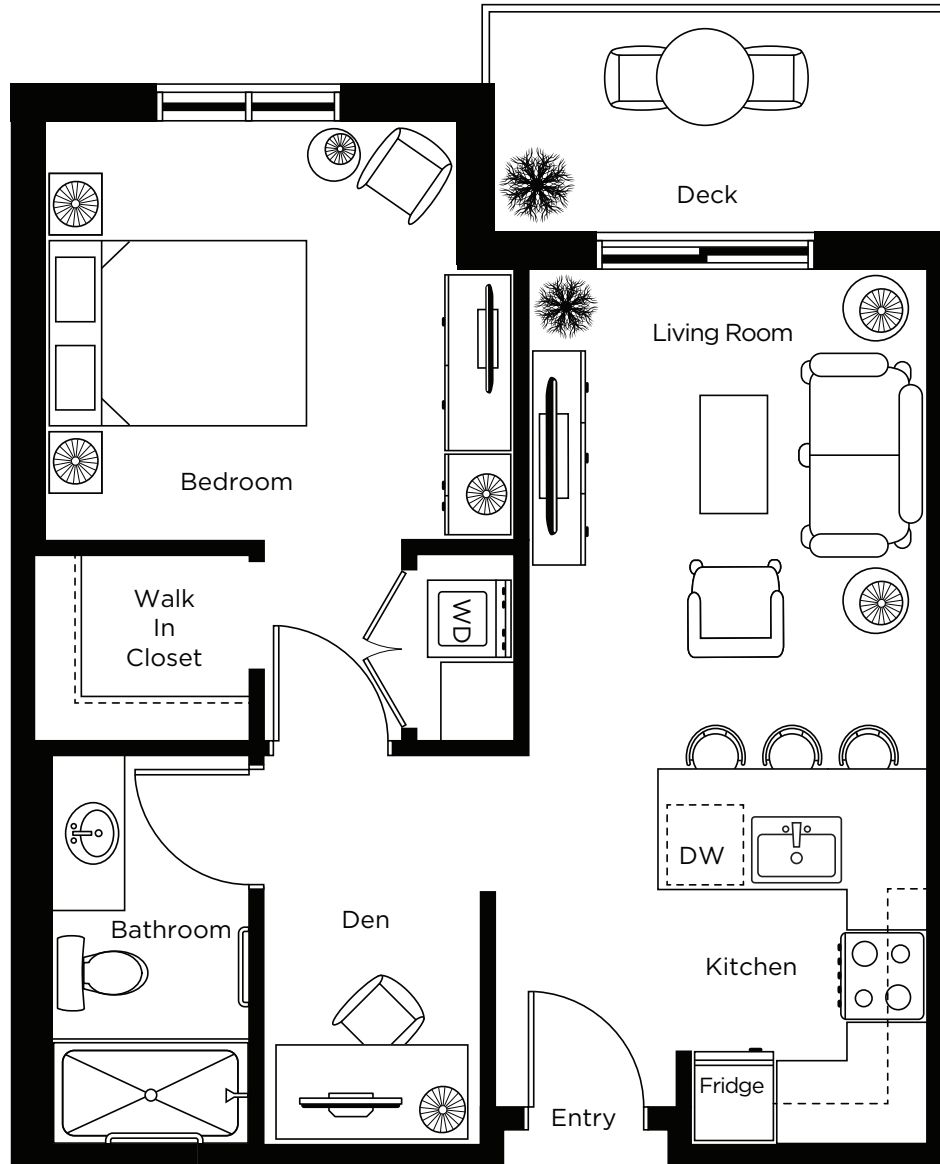 Deck
Living Room
Bedroom
Walk
In
Closet
WD
DW
Bathroom
Den
Kitchen
Fridge
Entry